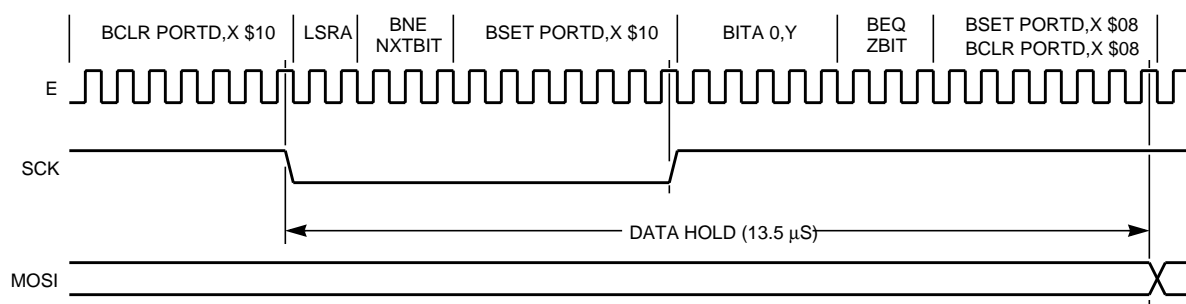 BCLR PORTD,X $10
LSRA
BNE
NXTBIT
BSET PORTD,X $10
BITA 0,Y
BEQ
ZBIT
BSET PORTD,X $08
BCLR PORTD,X $08
E
SCK
DATA HOLD (13.5 µS)
MOSI